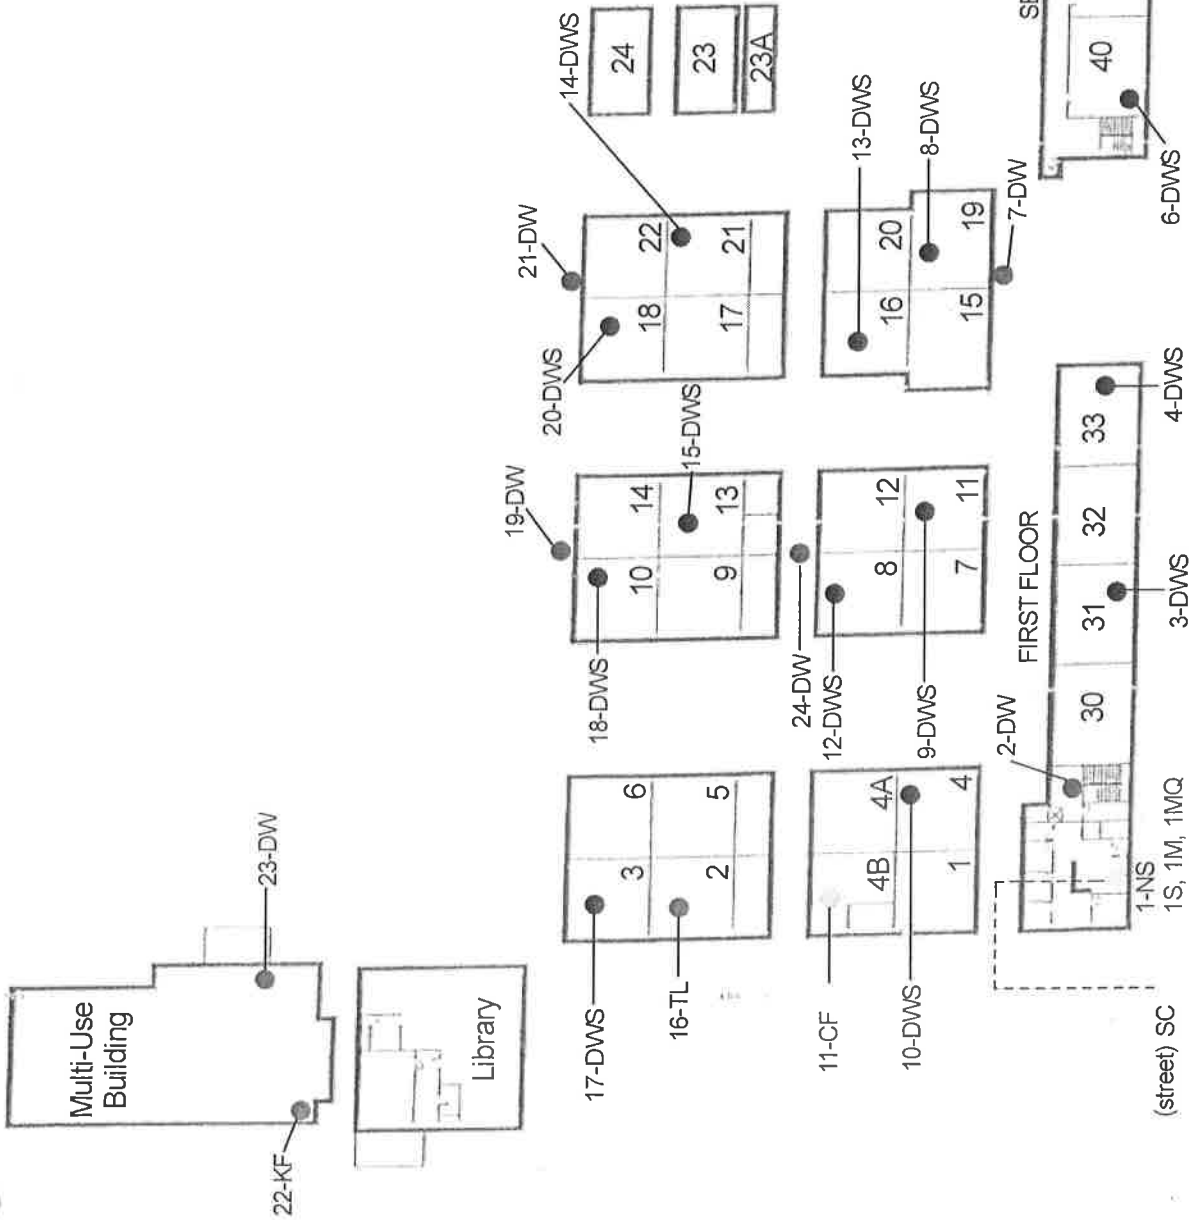 Multi-Use
Building
23-DW
22-KF
Library
24
23
23A
14-DWS
21-DW
20-DWS
22
18
21
17
19-DW
15-DWS
14
10
13
9
18-DWS
6
3
5
2
17-DWS
16-TL
13-DWS
8-DWS
20
16
19
15
7-DW
24-DW
12-DWS
12
8
11
7
9-DWS
4A
4B
4
1
11-CF
10-DWS
40
6-DWS
FIRST FLOOR
2-DW
30
31
32
33
4-DWS
3-DWS
1-NS
1S, 1M, 1MQ
(street) SC